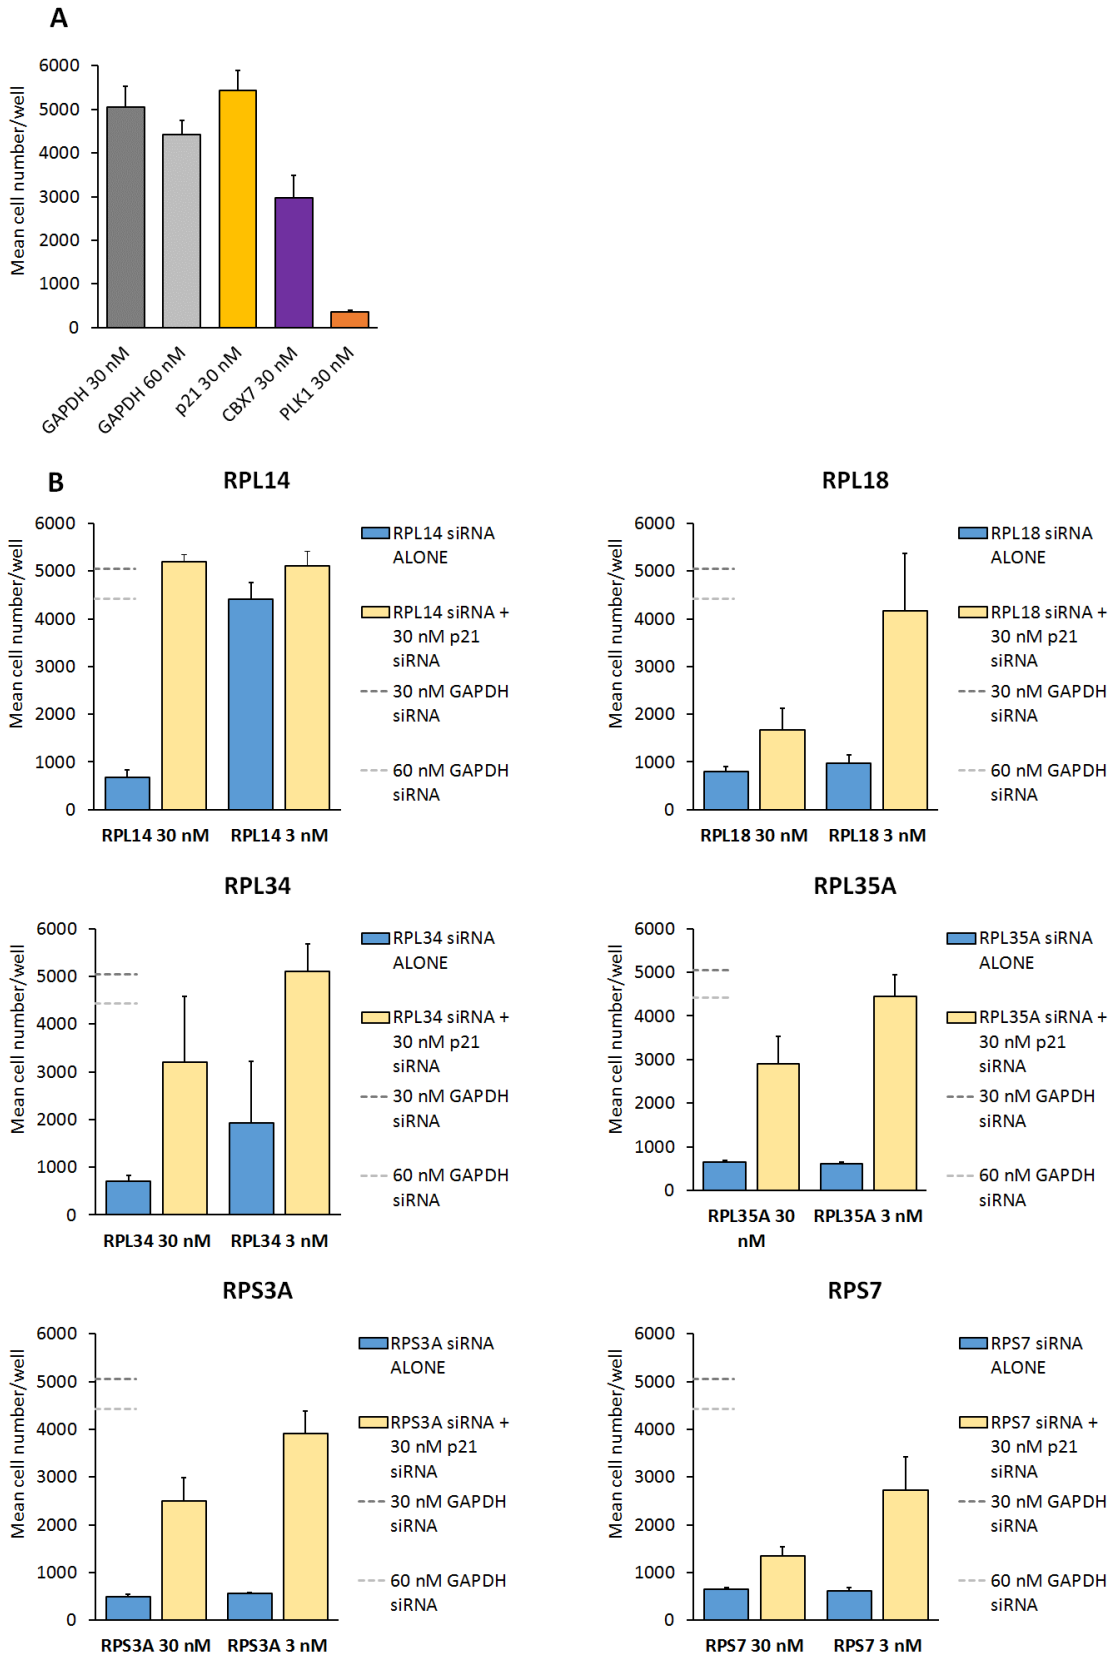 A
Mean cell number/well
6000
5000
4000
3000
2000
1000
0
GAPDH 30 nM
GAPDH 60 nM
p21 30 nM
CBX7 30 nM
PLK1 30 nM
B
RPL14
Mean cell number/well
6000
5000
4000
3000
2000
1000
0
RPL14 30 nM
RPL14 3 nM
RPL14 siRNA
ALONE
RPL14 siRNA +
30 nM p21
siRNA
30 nM GAPDH
siRNA
60 nM GAPDH
siRNA
RPL18
Mean cell number/well
6000
5000
4000
3000
2000
1000
0
RPL18 30 nM
RPL18 3 nM
RPL18 siRNA
ALONE
RPL18 siRNA +
30 nM p21
siRNA
30 nM GAPDH
siRNA
60 nM GAPDH
siRNA
RPL34
Mean cell number/well
6000
5000
4000
3000
2000
1000
0
RPL34 30 nM
RPL34 3 nM
RPL34 siRNA
ALONE
RPL34 siRNA +
30 nM p21
siRNA
30 nM GAPDH
siRNA
60 nM GAPDH
siRNA
RPL35A
Mean cell number/well
6000
5000
4000
3000
2000
1000
0
RPL35A 30
nM
RPL35A 3 nM
RPL35A siRNA
ALONE
RPL35A siRNA +
30 nM p21
siRNA
30 nM GAPDH
siRNA
60 nM GAPDH
siRNA
RPS3A
Mean cell number/well
6000
5000
4000
3000
2000
1000
0
RPS3A 30 nM
RPS3A 3 nM
RPS3A siRNA
ALONE
RPS3A siRNA +
30 nM p21
siRNA
30 nM GAPDH
siRNA
60 nM GAPDH
siRNA
RPS7
Mean cell number/well
6000
5000
4000
3000
2000
1000
0
RPS7 30 nM
RPS7 3 nM
RPS7 siRNA
ALONE
RPS7 siRNA +
30 nM p21
siRNA
30 nM GAPDH
siRNA
60 nM GAPDH
siRNA